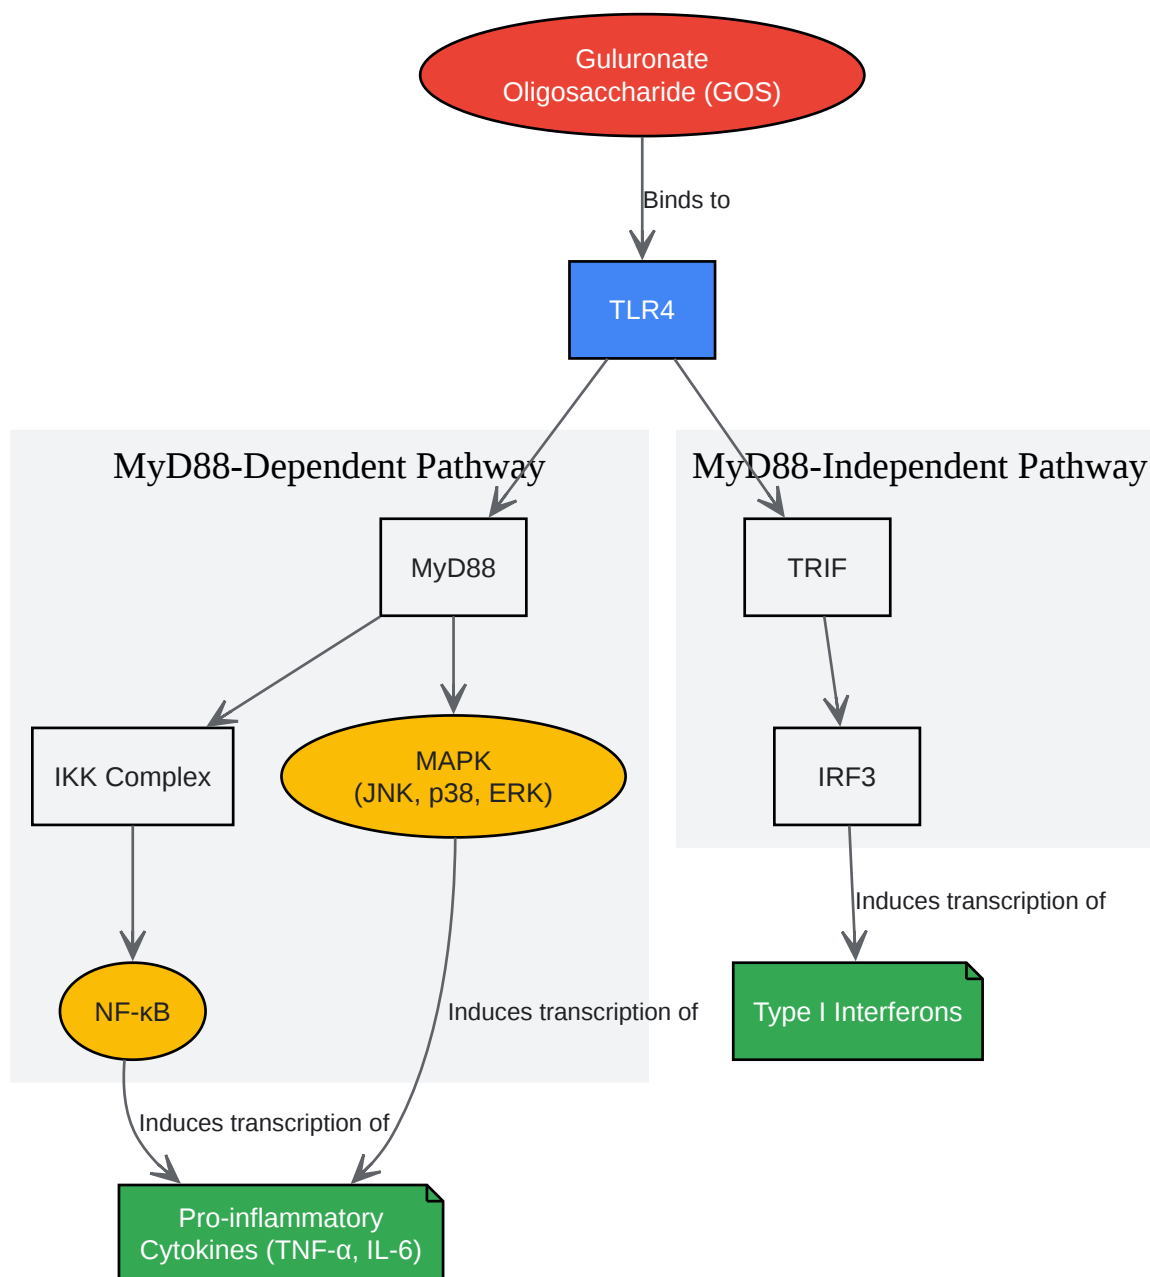 Guluronate
Oligosaccharide (GOS)
Binds to
TLR4
MyD88-Dependent Pathway
MyD88-Independent Pathway
MyD88
TRIF
IKK Complex
MAPK
(JNK, p38, ERK)
IRF3
Induces transcription of
NF-κB
Induces transcription of
Type I Interferons
Induces transcription of
Pro-inflammatory
Cytokines (TNF-α, IL-6)